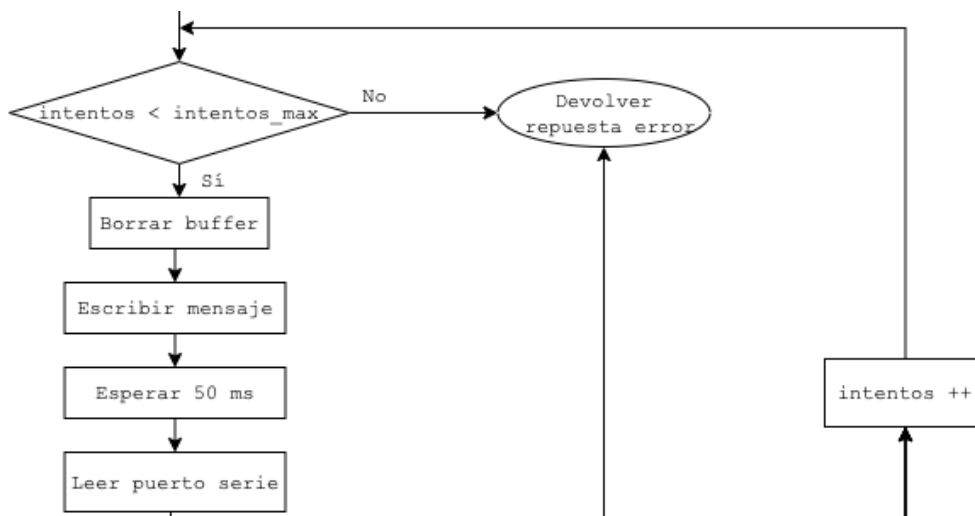 intentos < intentos_max
No
Devolver
repuesta error
Sí
Borrar buffer
Escribir mensaje
Esperar 50 ms
intentos ++
Leer puerto serie